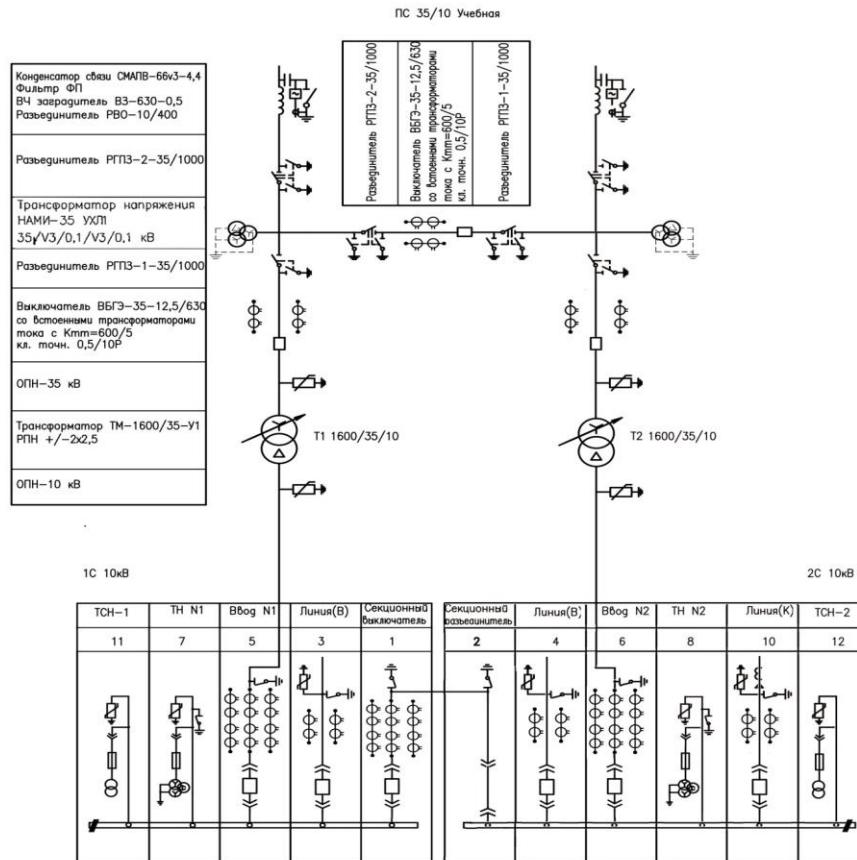 ПС 35/10 Учебная
Конденсатор связи СМАПВ-66v3-4,4
Фильтр ФП
ВЧ заградитель ВЗ-630-0,5
Разъединитель РВО-10/400
Разъединитель РГПЗ-2-35/1000
Трансформатор напряжения
НАМИ-35 УХЛ1
35/V3/0,1/V3/0,1 кВ
Разъединитель РГПЗ-1-35/1000
Выключатель ВБГЭ-35-12,5/630
со встоенными трансформаторами
тока с Kтт=600/5
кл. точн. 0,5/10Р
ОПН-35 кВ
Трансформатор ТМ-1600/35-У1
РПН +/-2x2,5
ОПН-10 кВ
Разъединитель РГПЗ-2-35/1000
Выключатель ВБГЭ-35-12,5/630
со встоенными трансформаторами
тока с Kтт=600/5
кл. точн. 0,5/10Р
Разъединитель РГПЗ-1-35/1000
Т1 1600/35/10
Т2 1600/35/10
1С 10кВ
2С 10кВ
ТСН-1
ТН N1
Ввод N1
Линия(В)
Секционный
выключатель
Секционный
разъединитель
Линия(В)
Ввод N2
ТН N2
Линия(К)
ТСН-2
11
7
5
3
1
2
4
6
8
10
12